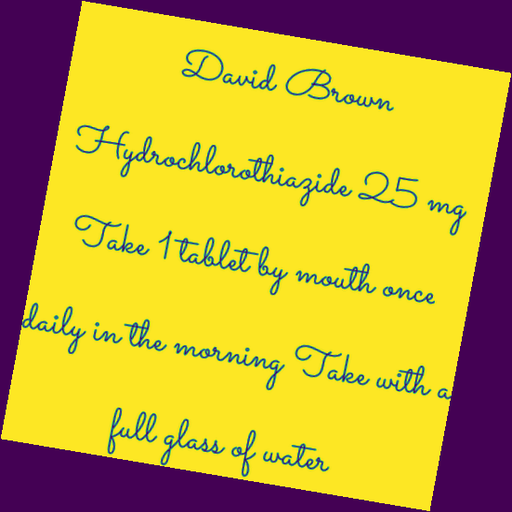 David Brown
Hydrochlorothiazide 25 mg
Take 1 tablet by mouth once
daily in the morning Take with a
full glass of water